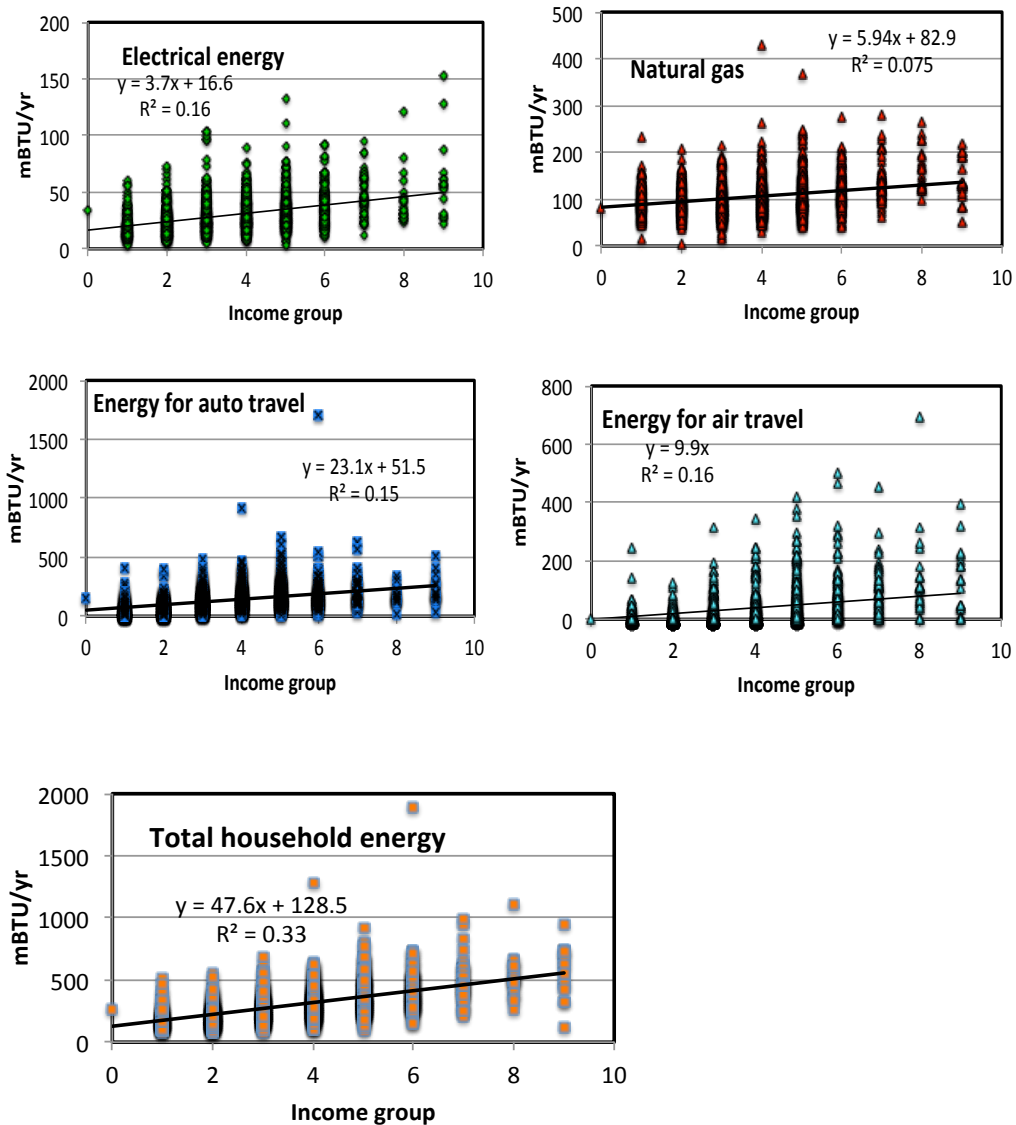 Electrical energy
y = 3.7x + 16.6
R² = 0.16
mBTU/yr
200
150
100
50
0
0 2 4 6 8 10
Income group
Natural gas
y = 5.94x + 82.9
R² = 0.075
mBTU/yr
500
400
300
200
100
0
0 2 4 6 8 10
Income group
Energy for auto travel
y = 23.1x + 51.5
R² = 0.15
mBTU/yr
2000
1500
1000
500
0
0 2 4 6 8 10
Income group
Energy for air travel
y = 9.9x
R² = 0.16
mBTU/yr
800
600
400
200
0
0 2 4 6 8 10
Income group
Total household energy
y = 47.6x + 128.5
R² = 0.33
mBTU/yr
2000
1500
1000
500
0
0 2 4 6 8 10
Income group